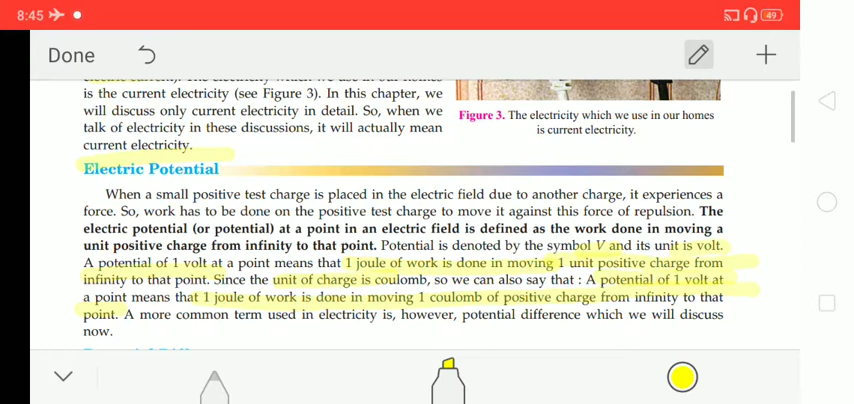 8:45
49
Done
is the current electricity (see Figure 3). In this chapter, we
will discuss only current electricity in detail. So, when we
talk of electricity in these discussions, it will actually mean
current electricity.
Figure 3. The electricity which we use in our homes
is current electricity.
Electric Potential
When a small positive test charge is placed in the electric field due to another charge, it experiences a
force. So, work has to be done on the positive test charge to move it against this force of repulsion. The
electric potential (or potential) at a point in an electric field is defined as the work done in moving a
unit positive charge from infinity to that point. Potential is denoted by the symbol V and its unit is volt.
A potential of 1 volt at a point means that 1 joule of work is done in moving 1 unit positive charge from
infinity to that point. Since the unit of charge is coulomb, so we can also say that : A potential of 1 volt at
a point means that 1 joule of work is done in moving 1 coulomb of positive charge from infinity to that
point. A more common term used in electricity is, however, potential difference which we will discuss
now.